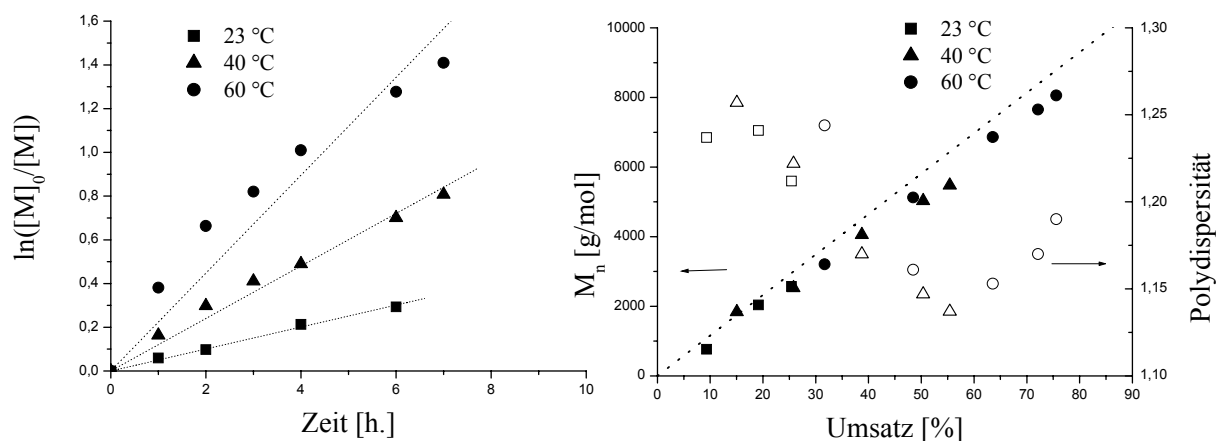 1,6
1,4
1,2
1,0
0,8
0,6
0,4
0,2
0,0
ln([M]₀/[M])
23 °C
40 °C
60 °C
0 2 4 6 8 10
Zeit [h.]
10000
8000
6000
4000
2000
0
Mₙ [g/mol]
23 °C
40 °C
60 °C
1,30
1,25
1,20
1,15
1,10
Polydispersität
0 10 20 30 40 50 60 70 80 90
Umsatz [%]